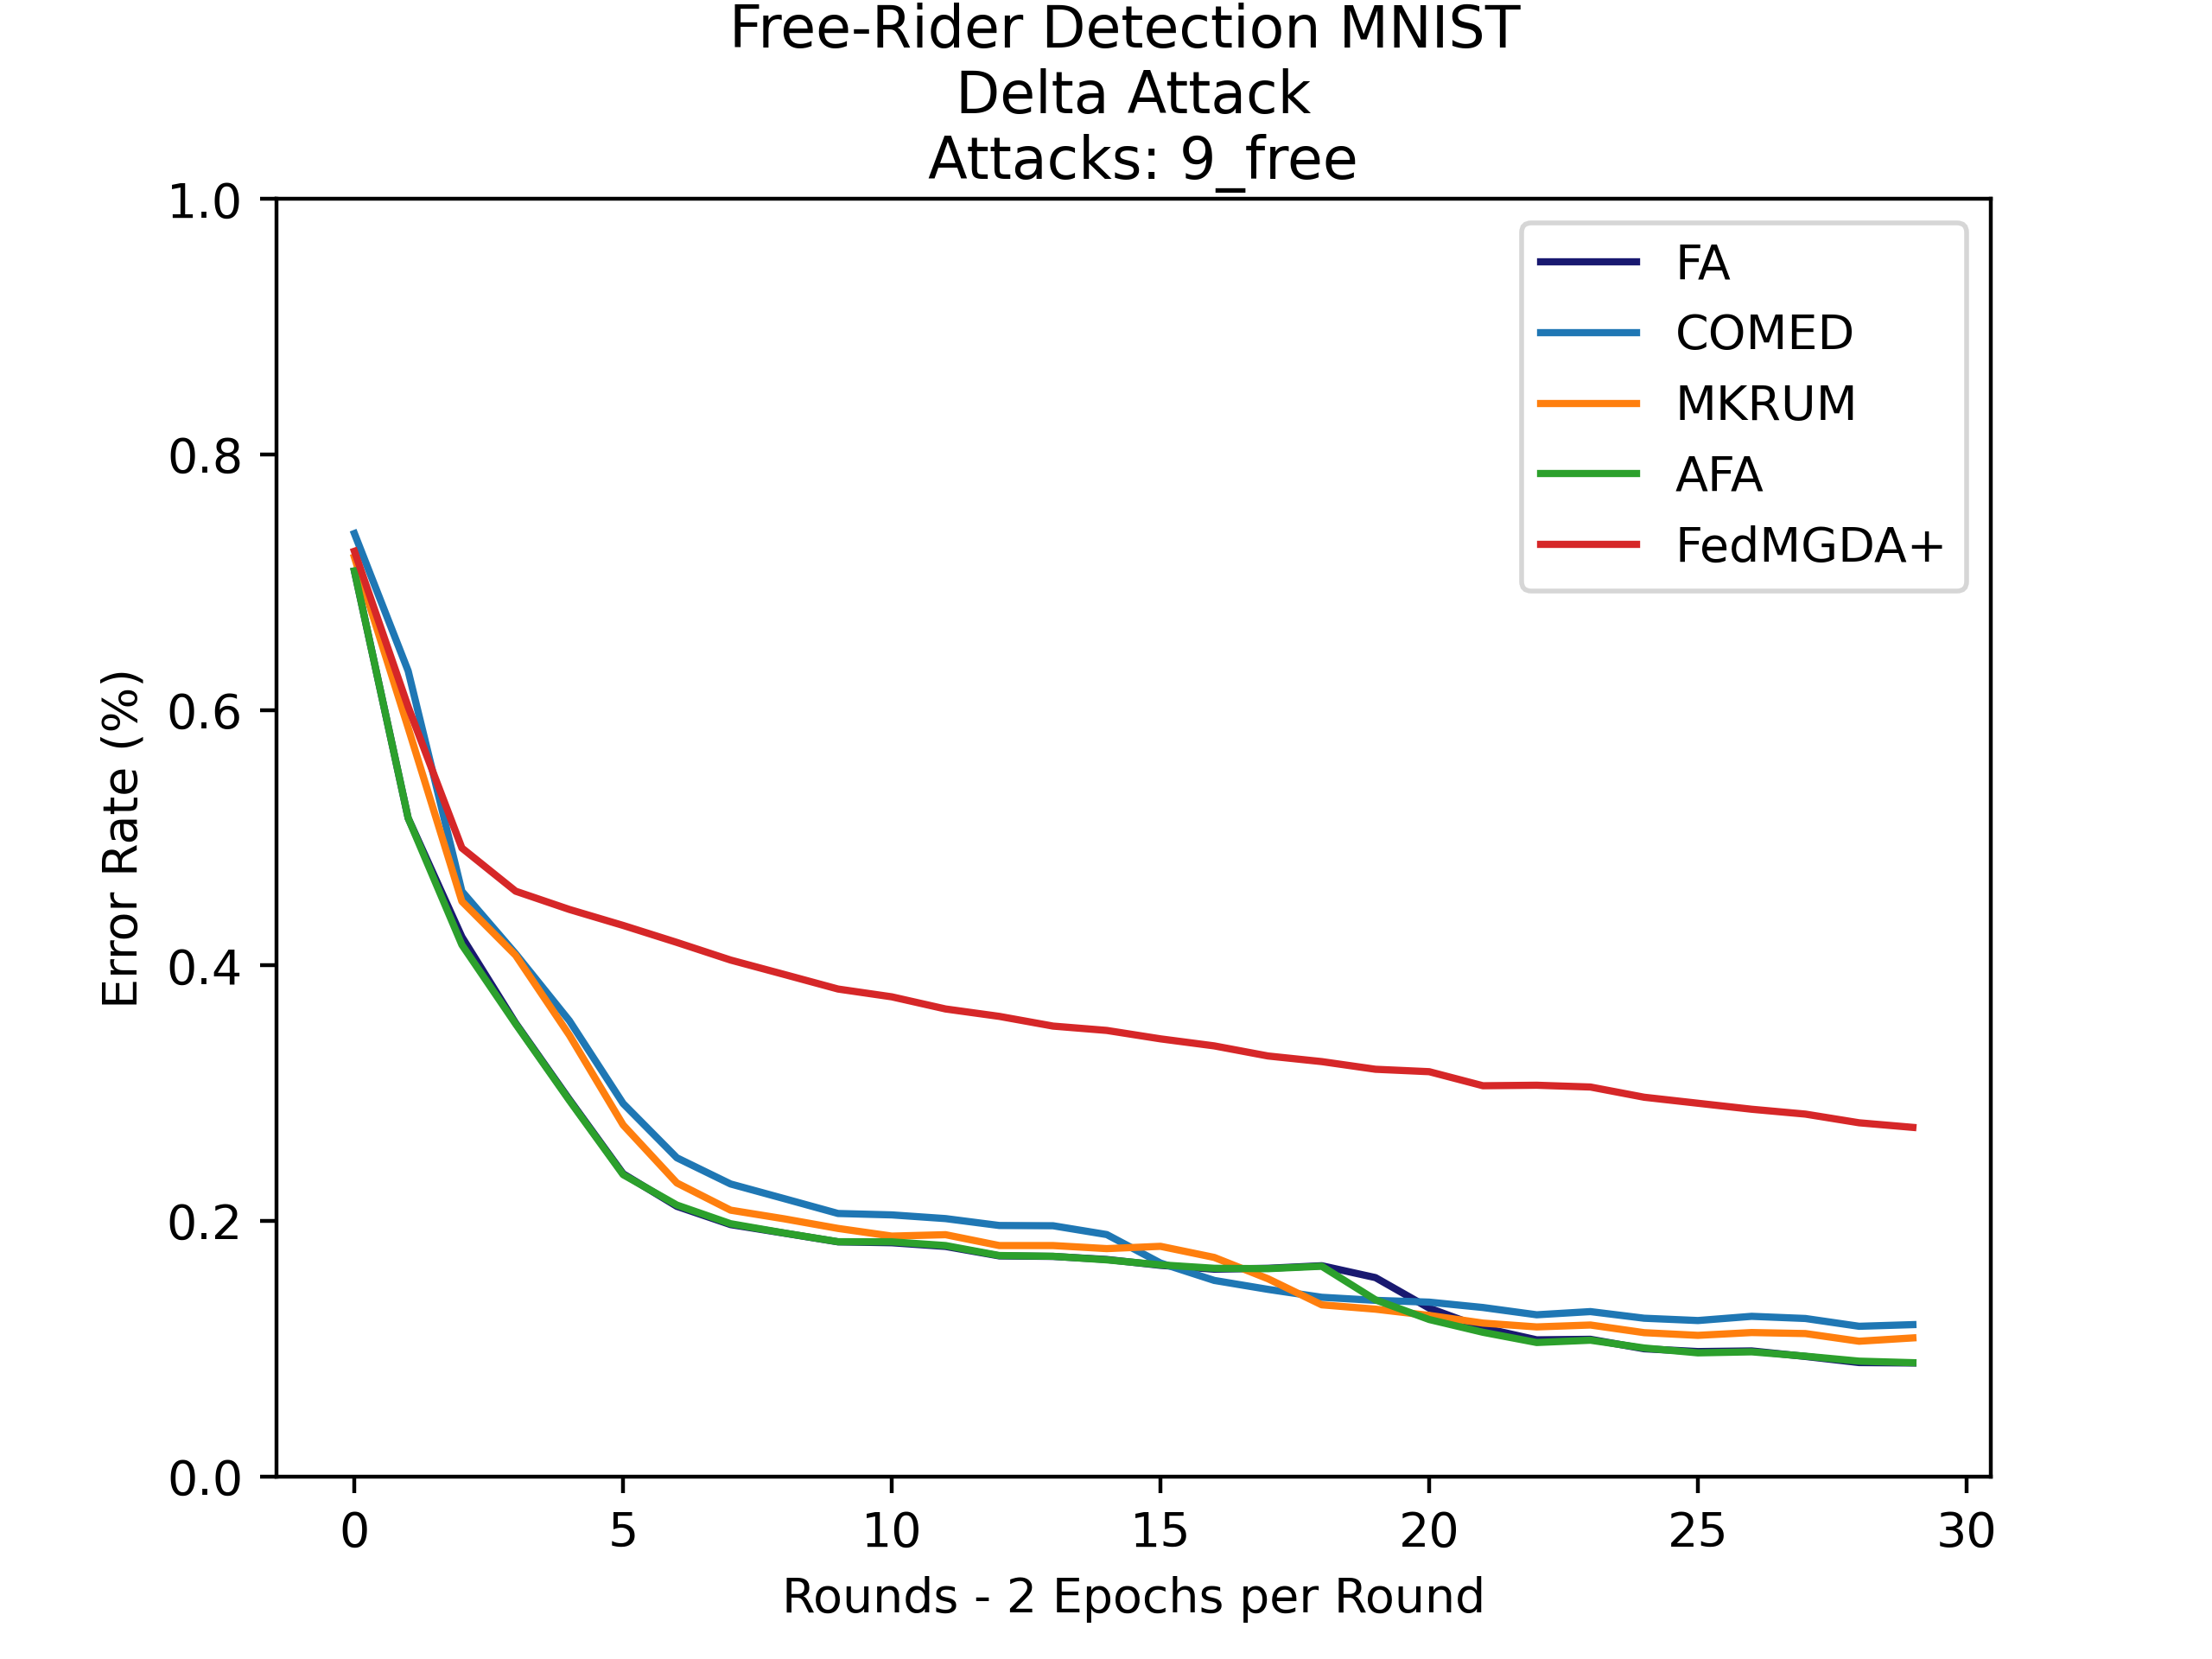 Free-Rider Detection MNIST
Delta Attack
Attacks: 9_free
1.0
0.8
0.6
0.4
0.2
0.0
Error Rate (%)
FA
COMED
MKRUM
AFA
FedMGDA+
0 5 10 15 20 25 30
Rounds - 2 Epochs per Round